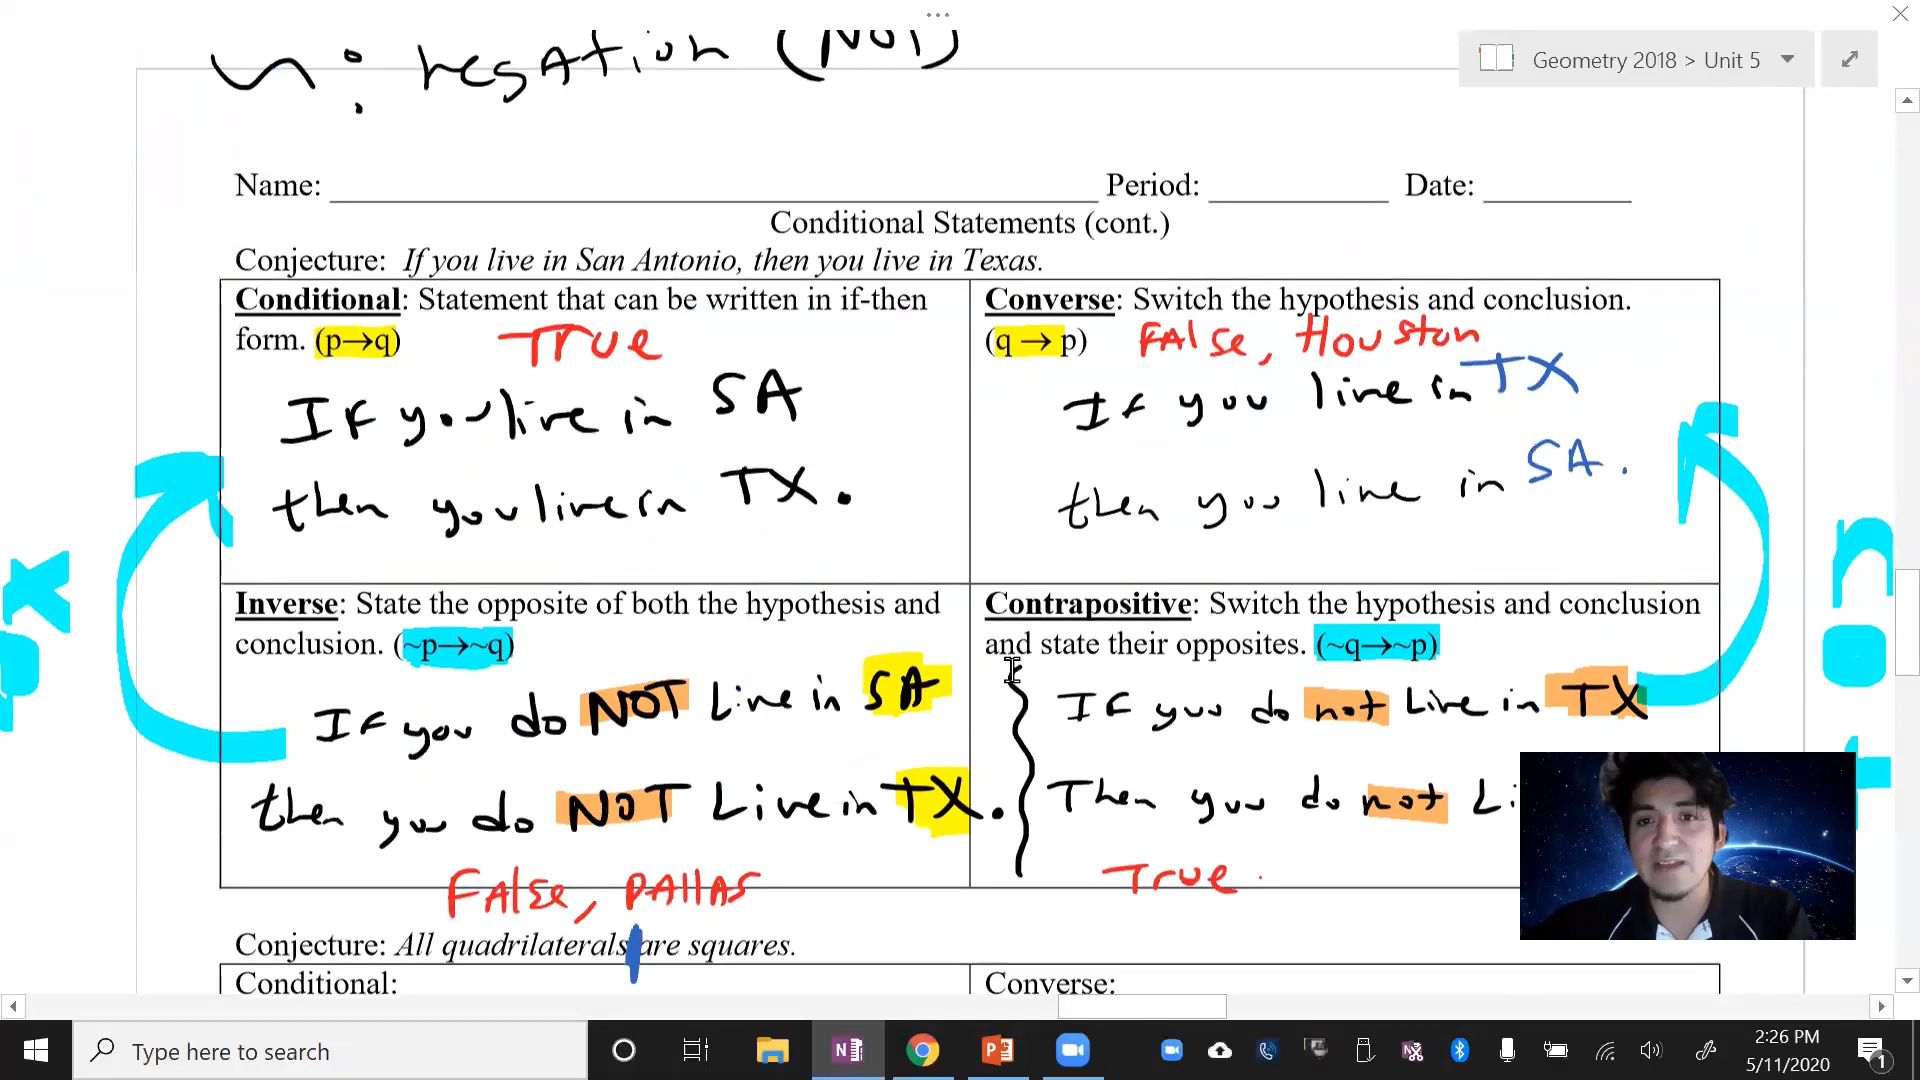 ~: negation (NOT)
Geometry 2018 > Unit 5
Name: Period: Date:
Conditional Statements (cont.)
Conjecture: If you live in San Antonio, then you live in Texas.
Conditional: Statement that can be written in if-then
form. (p→q) TRUE
If you live in SA
then you live in TX.
Converse: Switch the hypothesis and conclusion.
(q → p) FAlse, Houston
If you live in TX
then you live in SA.
Inverse: State the opposite of both the hypothesis and
conclusion. (~p→~q)
If you do NOT Live in SA
then you do NOT Live in TX.
False, DAllAS
Contrapositive: Switch the hypothesis and conclusion
and state their opposites. (~q→~p)
If you do not Live in TX
Then you do not Li
True
Conjecture: All quadrilaterals are squares.
Conditional:
Converse:
Type here to search
2:26 PM
5/11/2020
1